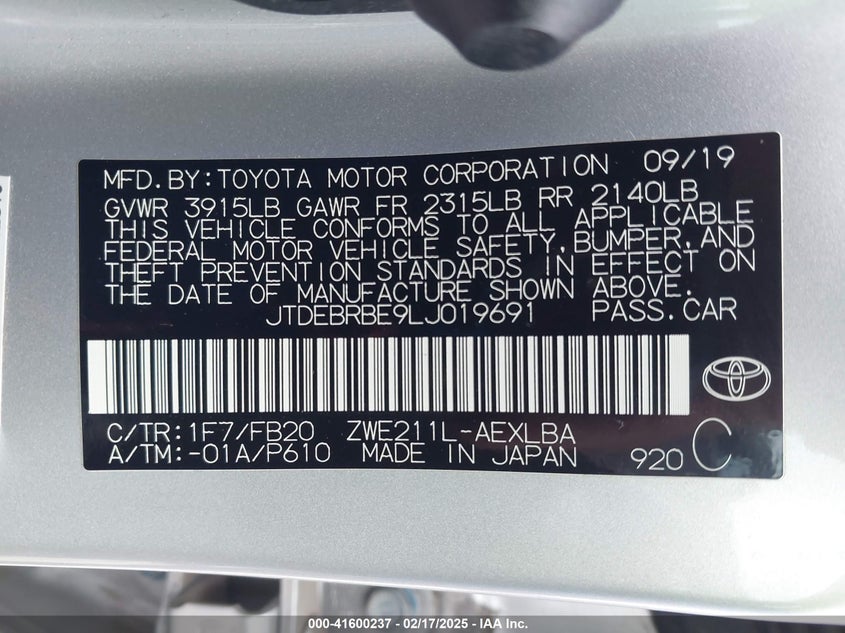 MFD.BY:TOYOTA MOTOR CORPORATION 09/19
GVWR 3915LB GAWR FR 2315LB RR 2140LB
THIS VEHICLE CONFORMS TO ALL APPLICABLE
FEDERAL MOTOR VEHICLE SAFETY,BUMPER,AND
THEFT PREVENTION STANDARDS IN EFFECT ON
THE DATE OF MANUFACTURE SHOWN ABOVE.
JTDEBRBE9LJ019691 PASS.CAR
C/TR:1F7/FB20 ZWE211L-AEXLBA
A/TM:-01A/P610 MADE IN JAPAN 920 C
000-41600237 - 02/17/2025 - IAA Inc.